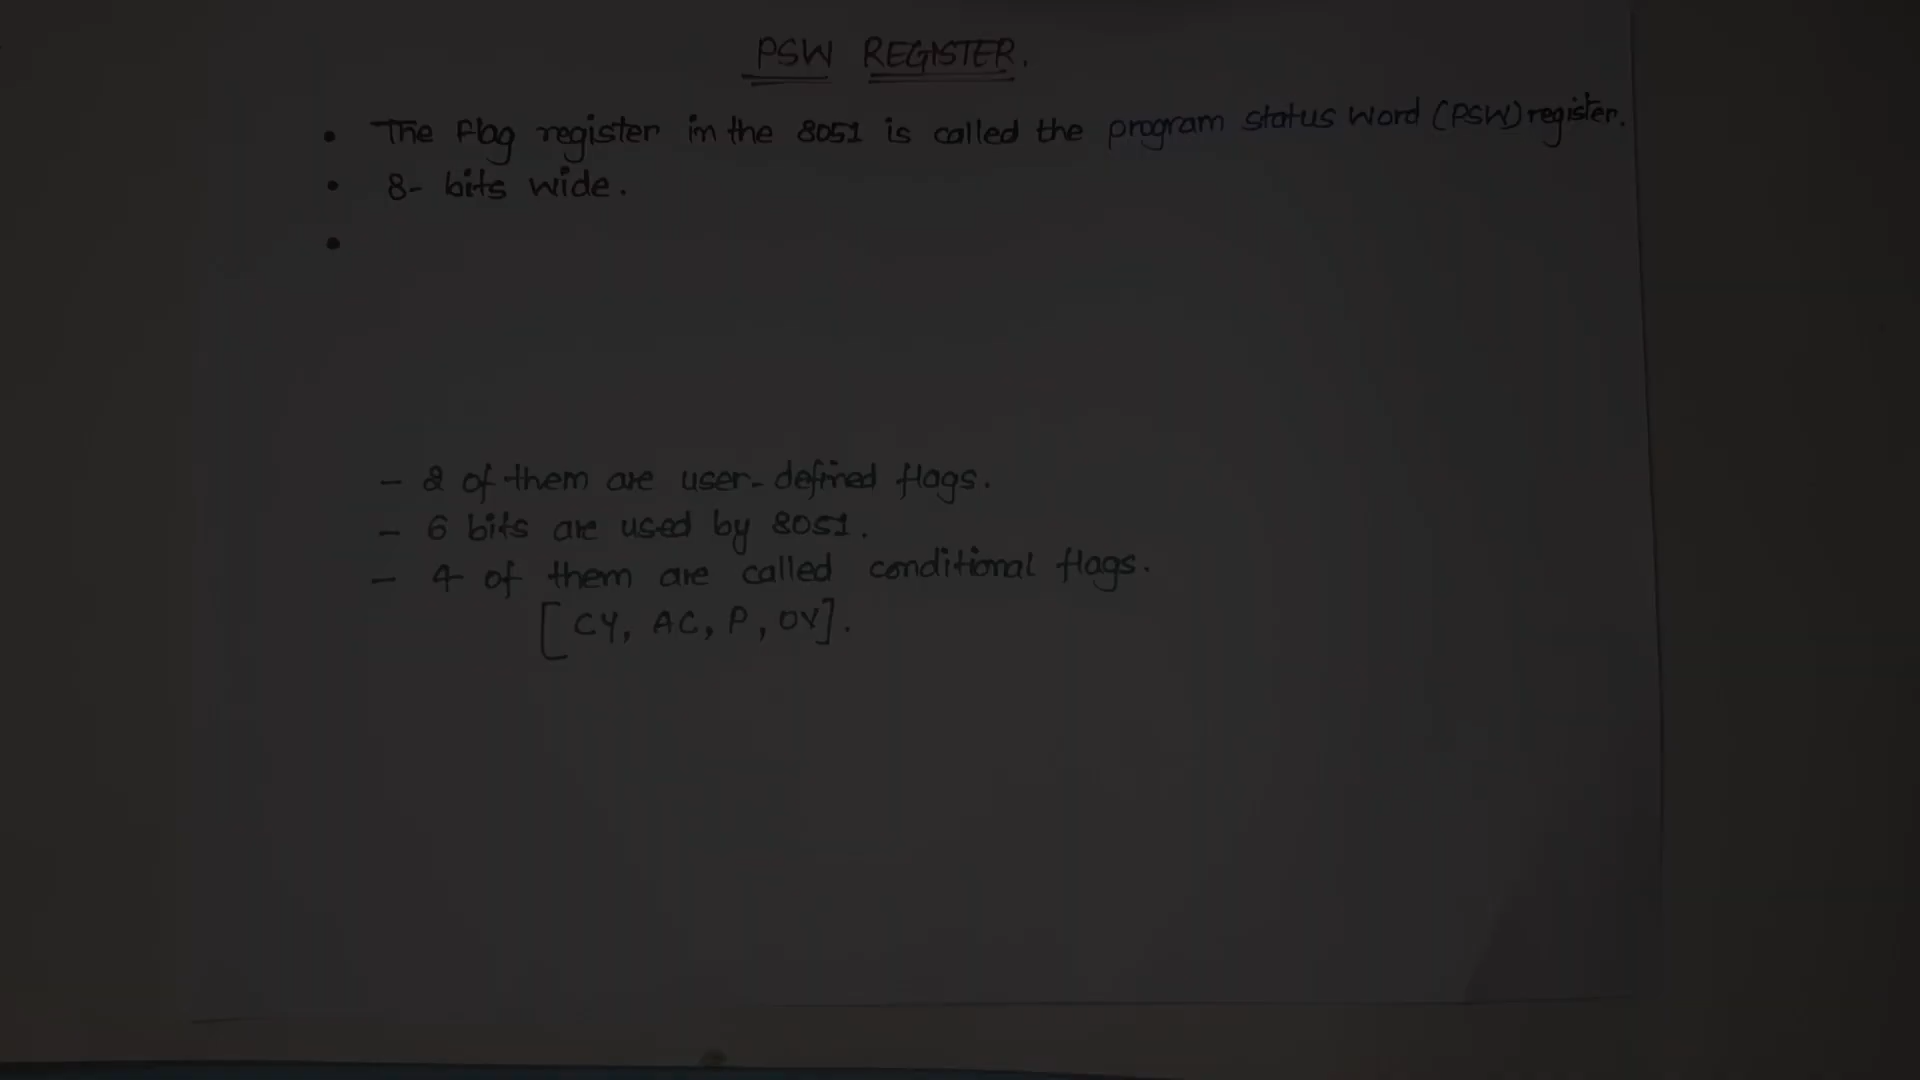 PSW REGISTER.
• The Flag register in the 8051 is called the program status word (PSW) register.
• 8- bits wide.
•
- 2 of them are user-defined flags.
- 6 bits are used by 8051.
- 4 of them are called conditional flags.
[CY, AC, P, OV].